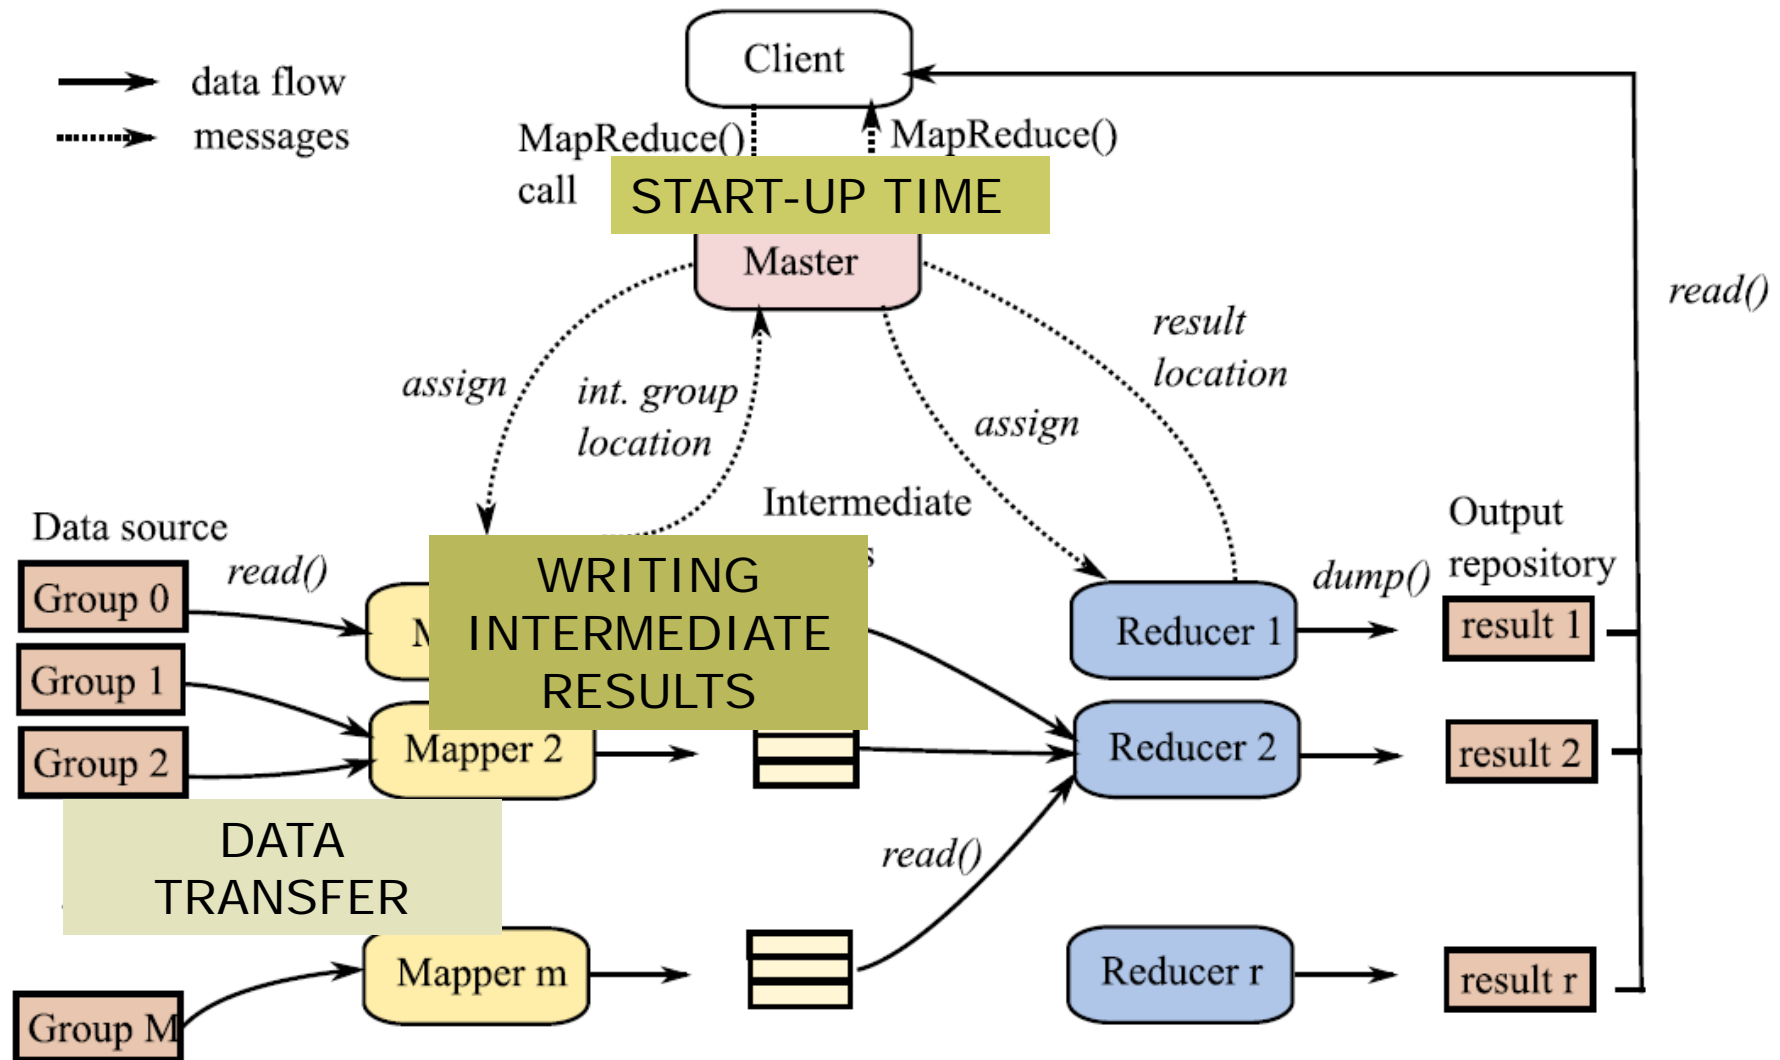 Client
data flow
messages
MapReduce()
call
MapReduce()
START-UP TIME
Master
read()
result
location
assign
int. group
location
assign
Intermediate
Data source
Output
repository
read()
dump()
Group 0
WRITING
INTERMEDIATE
RESULTS
Reducer 1
result 1
Group 1
Group 2
Mapper 2
Reducer 2
result 2
DATA
TRANSFER
read()
Mapper m
Reducer r
result r
Group M